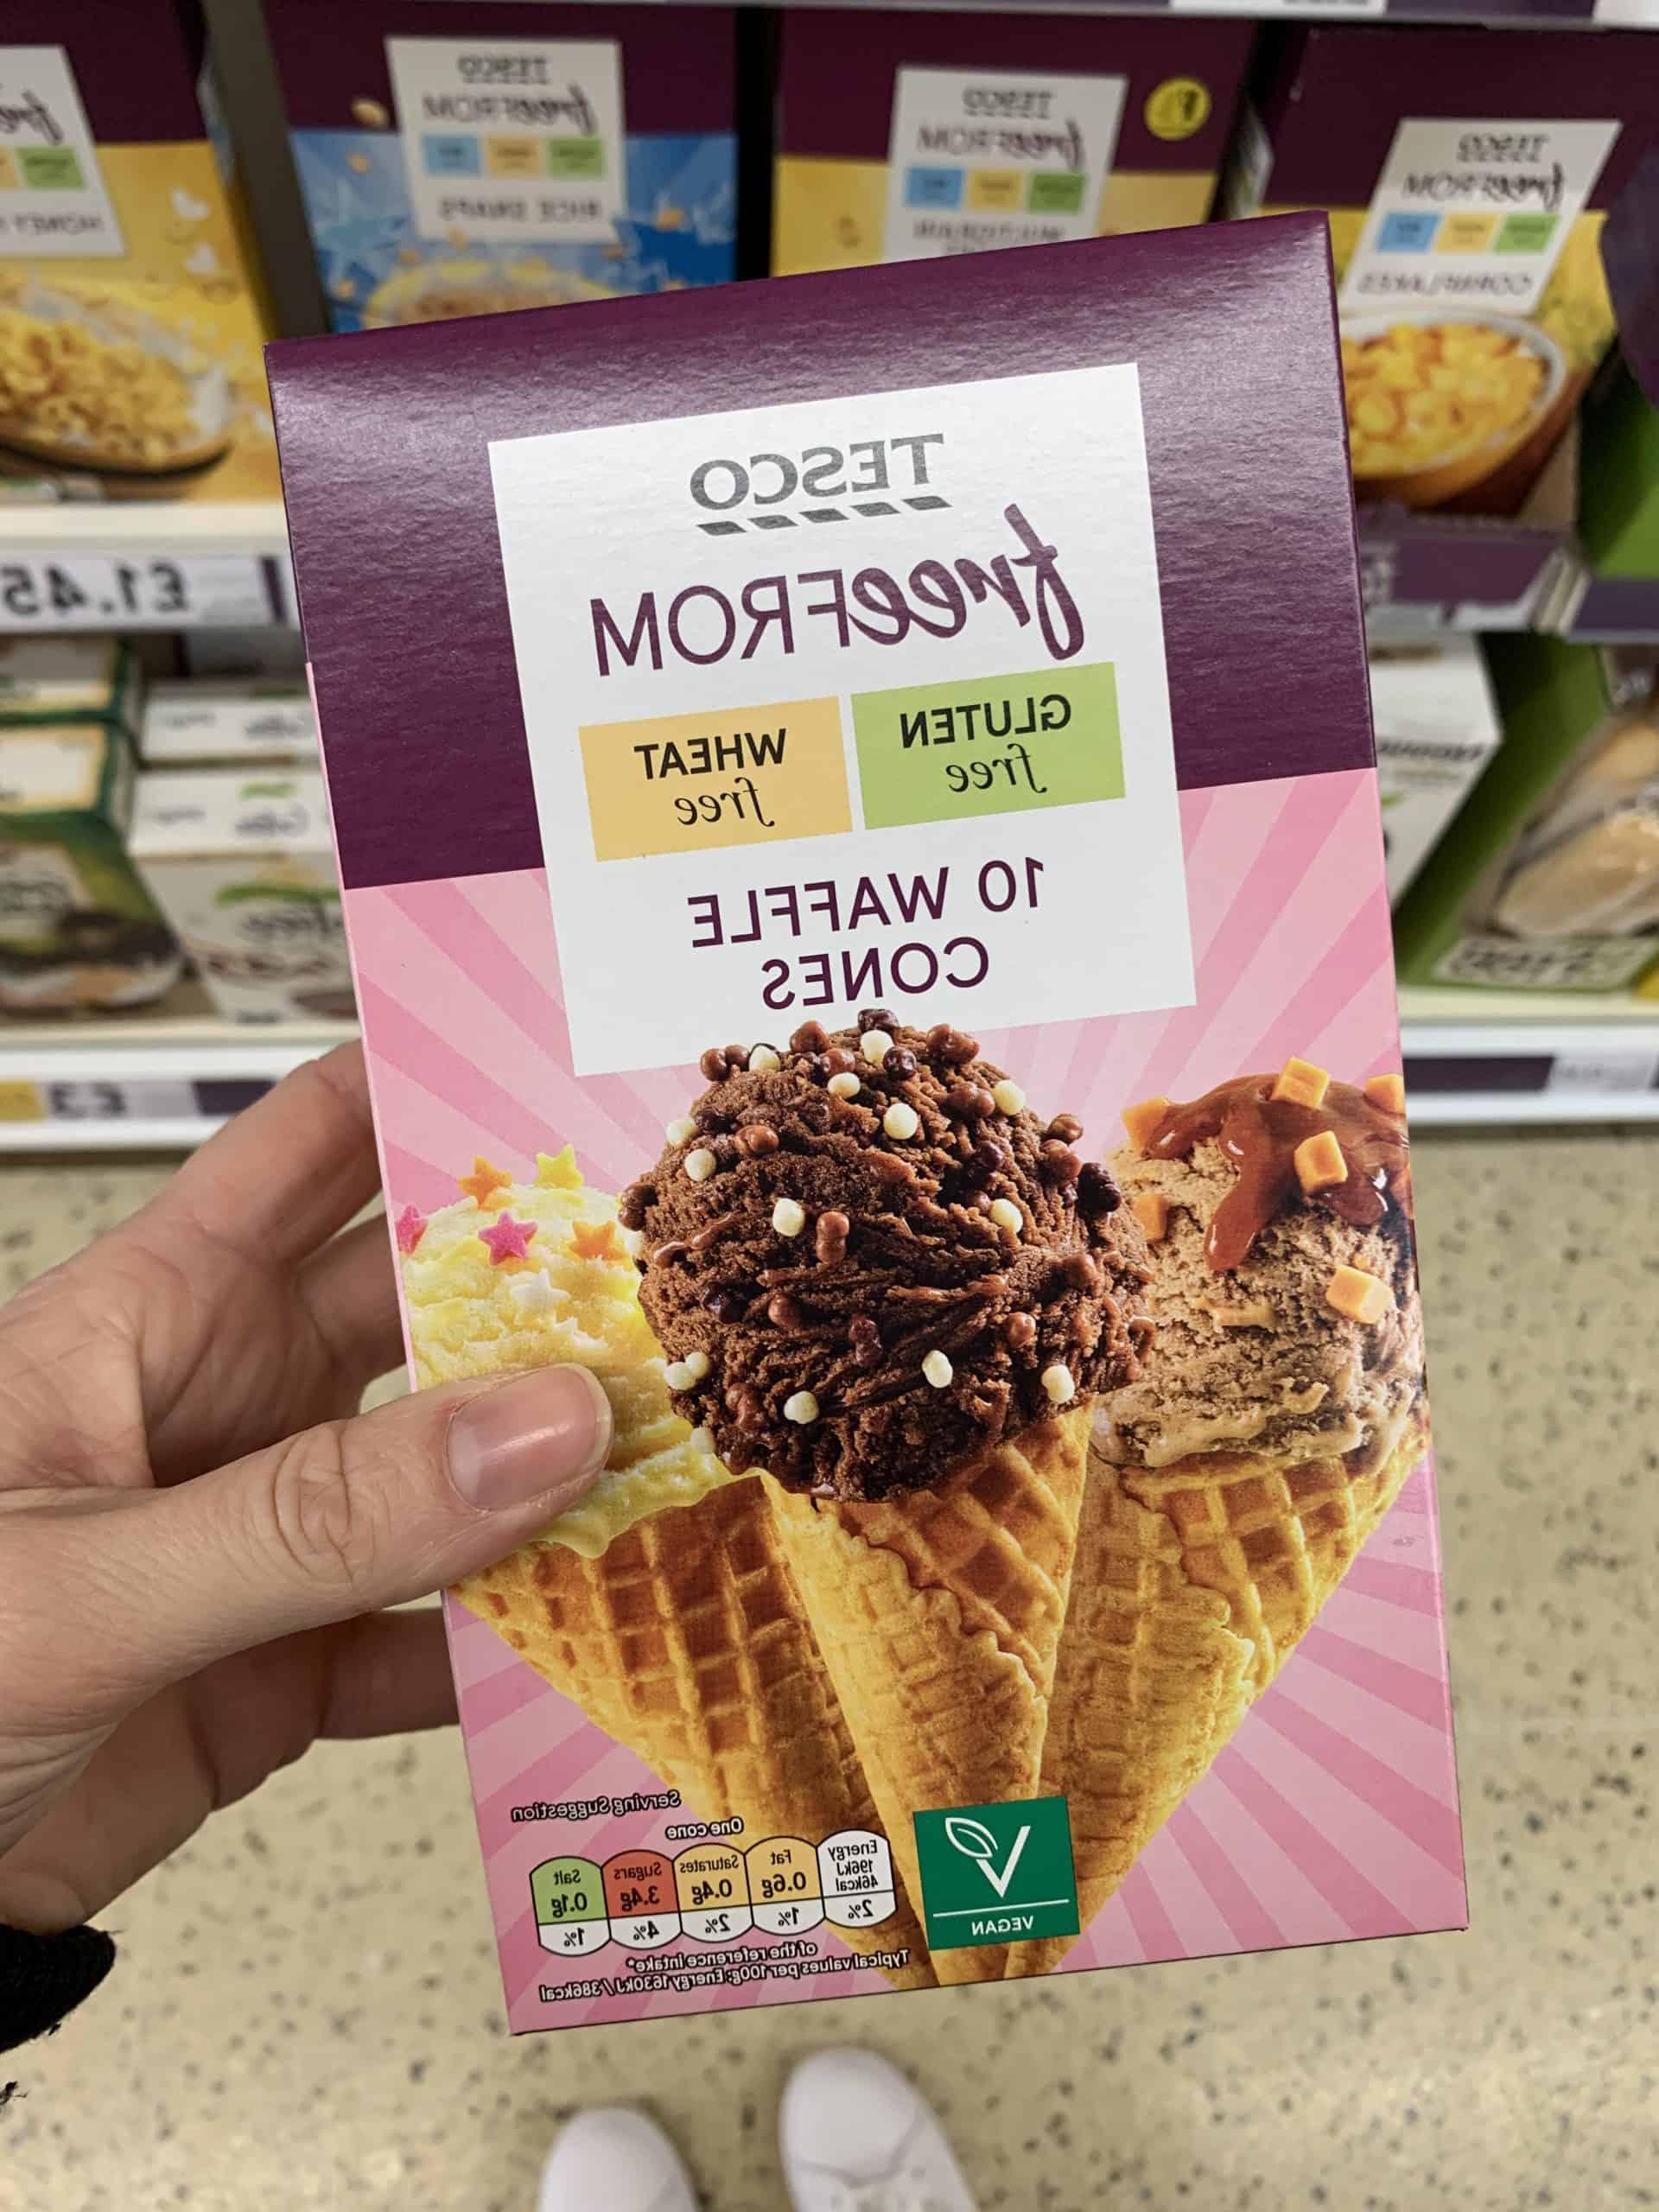 TESCO
freeFROM
RICE SNAPS
TESCO
freeFROM
TESCO
freeFROM
CORNFLAKES
HONEY
£1.45
£3
TESCO
freeFROM
GLUTEN free
WHEAT free
10 WAFFLE
CONES
Serving Suggestion
One cone
Energy 196kJ 46kcal 2%
Fat 0.6g 1%
Saturates 0.4g 2%
Sugars 3.4g 4%
Salt 0.1g 1%
of the reference intake*
Typical values per 100g: Energy 1630kJ / 386kcal
VEGAN